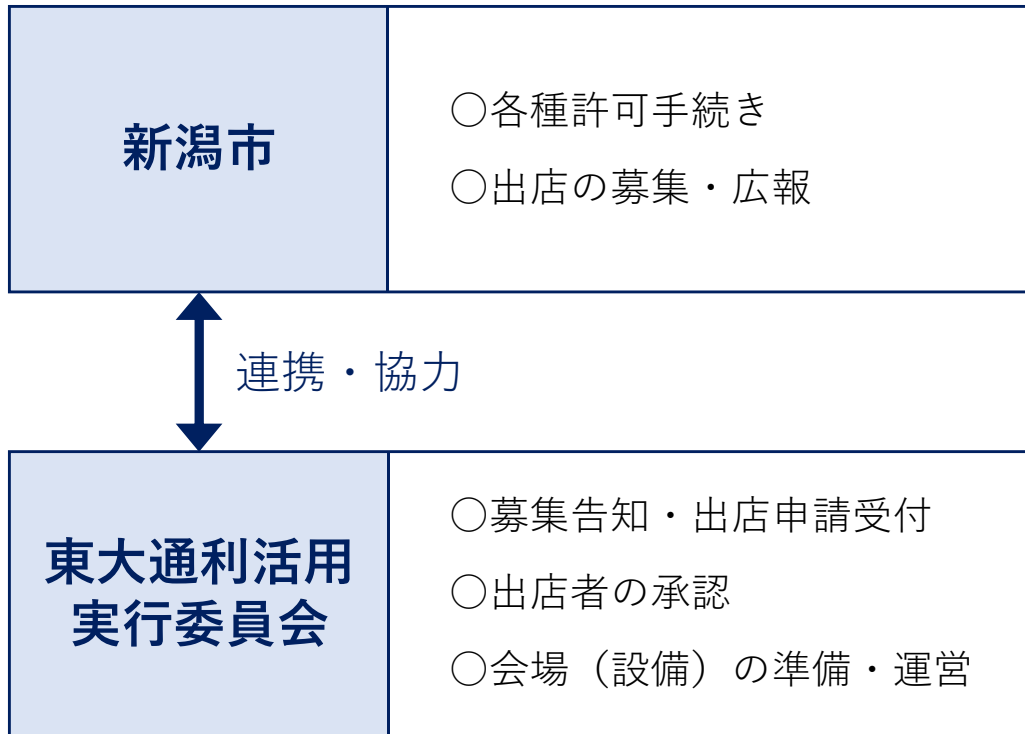 新潟市
○各種許可手続き
○出店の募集・広報
連携・協力
東大通利活用
実行委員会
○募集告知・出店申請受付
○出店者の承認
○会場（設備）の準備・運営